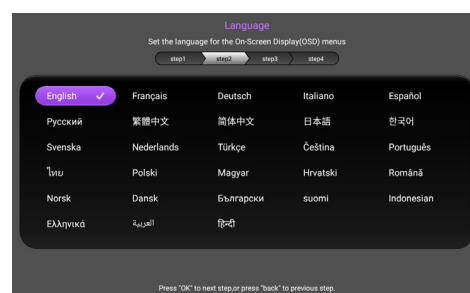 Language
Set the language for the On-Screen Display(OSD) menus
step1 step2 step3 step4
English Français Deutsch Italiano Español
Русский 繁體中文 简体中文 日本語 한국어
Svenska Nederlands Türkçe Čeština Português
ไทย Polski Magyar Hrvatski Română
Norsk Dansk Български suomi Indonesian
Ελληνικά العربية हिन्दी
Press "OK" to next step,or press "back" to previous step.